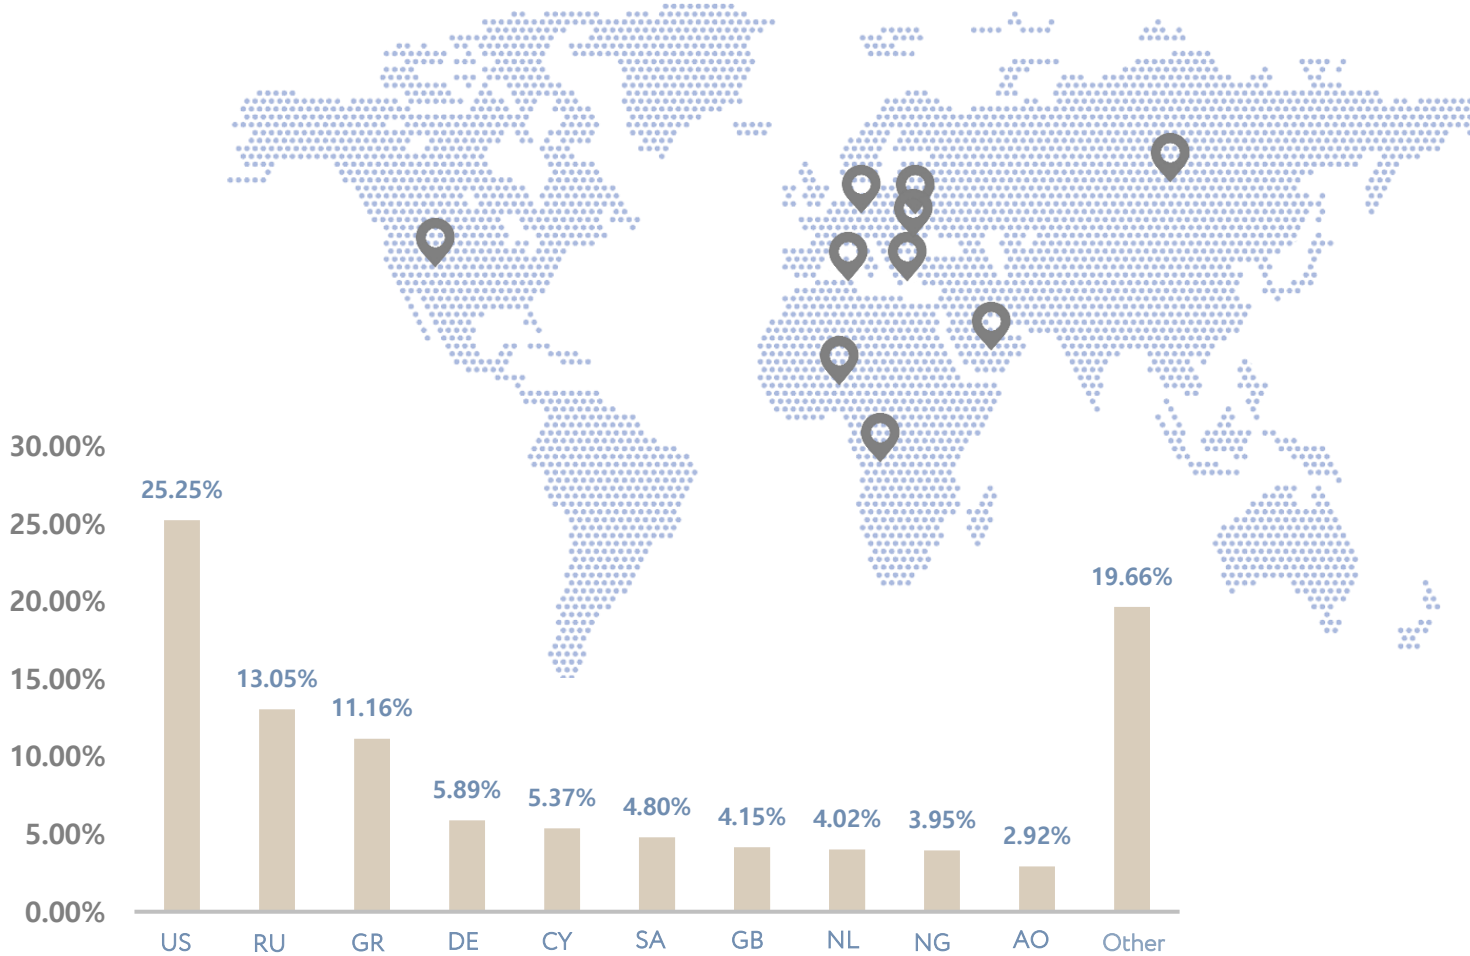 30.00%
25.00%
20.00%
15.00%
10.00%
5.00%
0.00%
25.25%
13.05%
11.16%
5.89%
5.37%
4.80%
4.15%
4.02%
3.95%
2.92%
19.66%
US
RU
GR
DE
CY
SA
GB
NL
NG
AO
Other